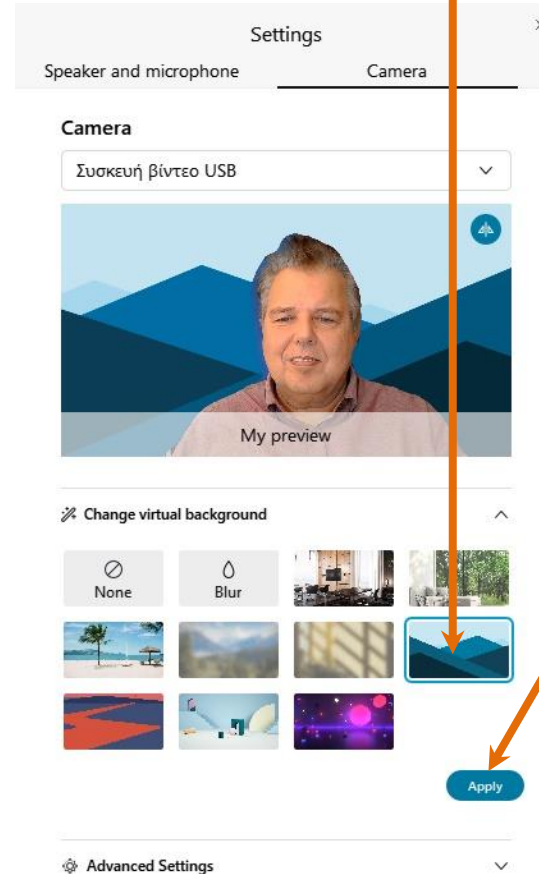 Settings
Speaker and microphone Camera
Camera
Συσκευή βίντεο USB
My preview
Change virtual background
None Blur
Apply
Advanced Settings